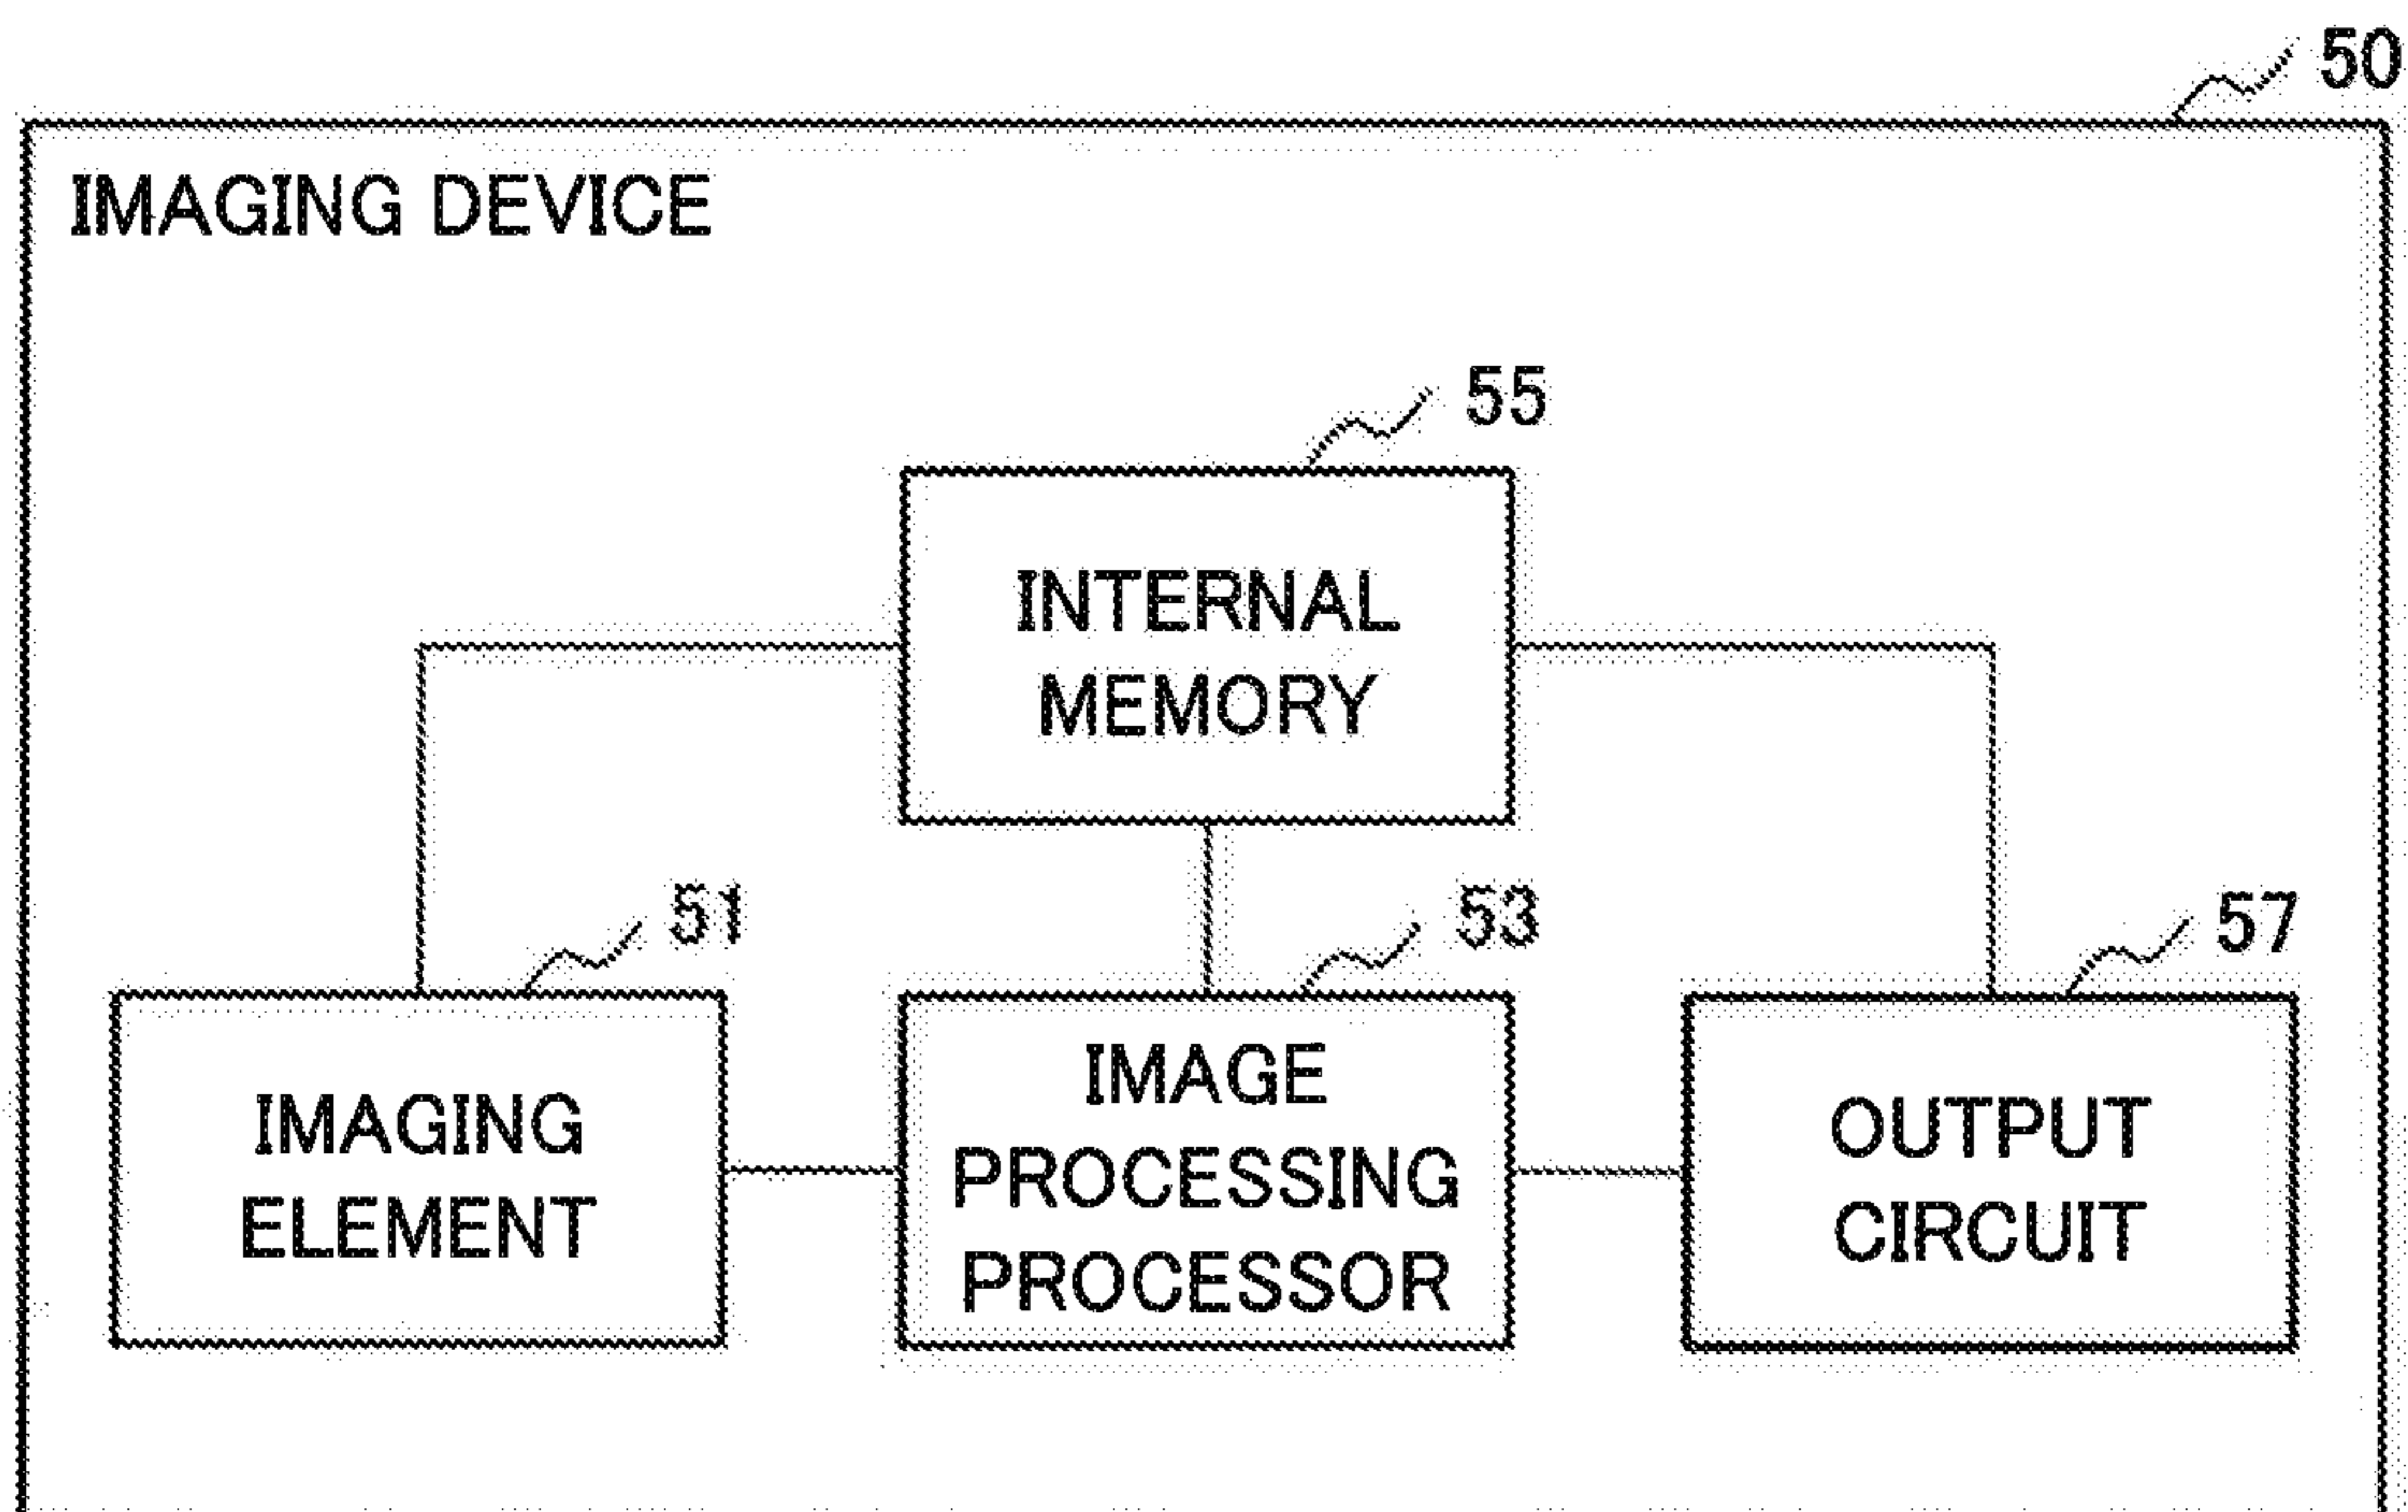 50
IMAGING DEVICE
55
INTERNAL
MEMORY
51
53
57
IMAGING
ELEMENT
IMAGE
PROCESSING
PROCESSOR
OUTPUT
CIRCUIT